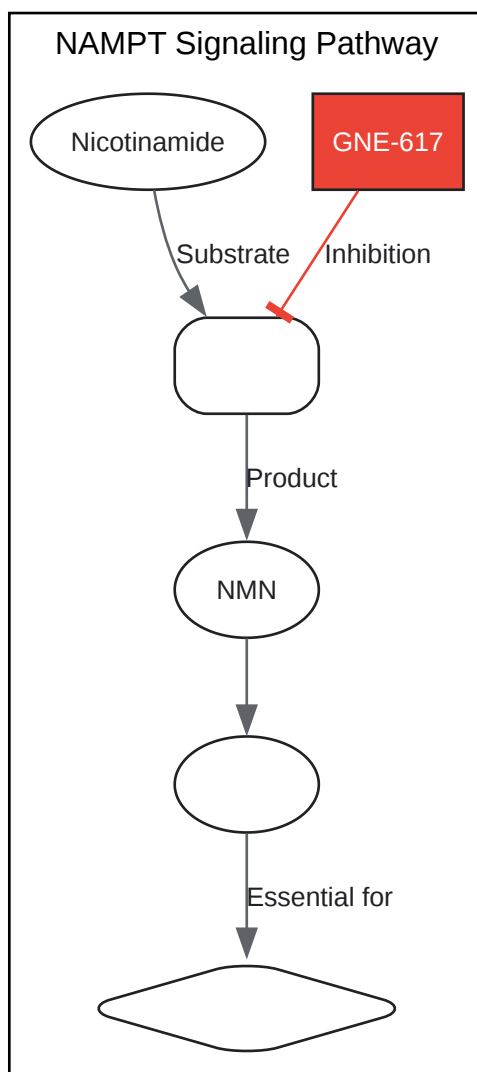 NAMPT Signaling Pathway
Nicotinamide
GNE-617
Substrate
Inhibition
Product
NMN
Essential for